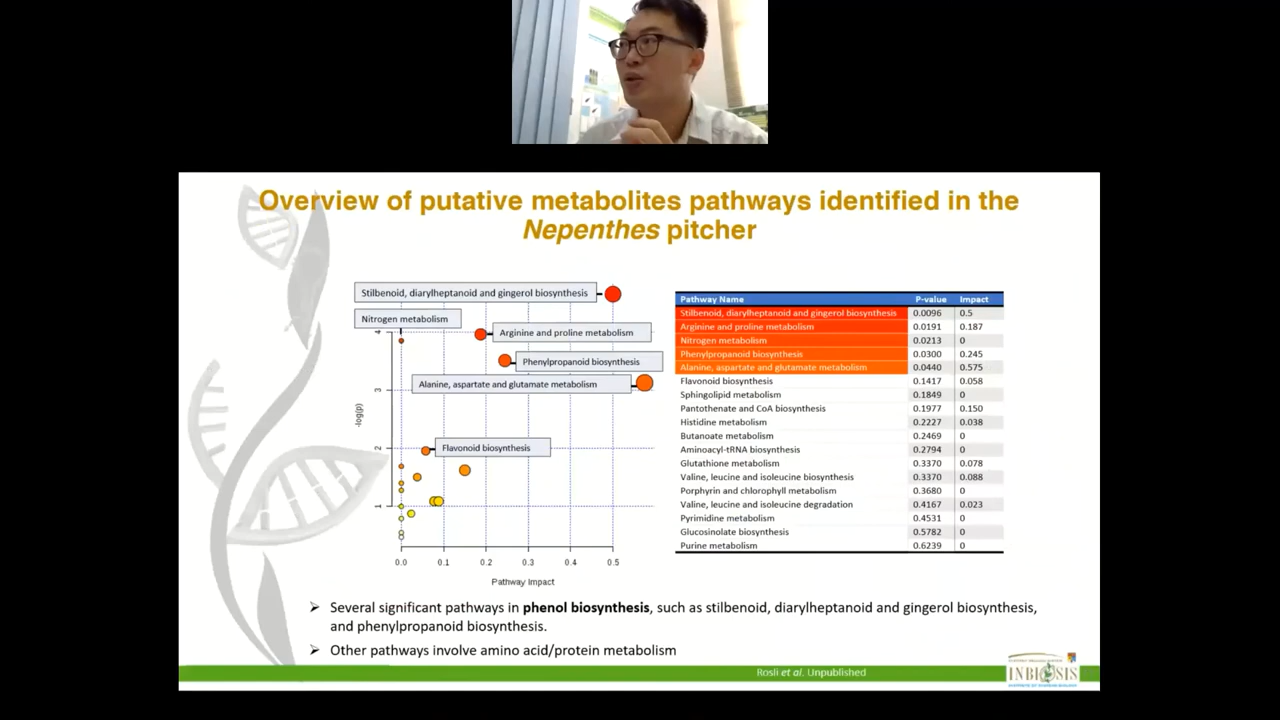 Overview of putative metabolites pathways identified in the
Nepenthes pitcher
Stilbenoid, diarylheptanoid and gingerol biosynthesis
Nitrogen metabolism
Arginine and proline metabolism
Phenylpropanoid biosynthesis
Alanine, aspartate and glutamate metabolism
Flavonoid biosynthesis
4
3
2
1
-log(p)
0.0 0.1 0.2 0.3 0.4 0.5
Pathway Impact
Pathway Name P-value Impact
Stilbenoid, diarylheptanoid and gingerol biosynthesis 0.0096 0.5
Arginine and proline metabolism 0.0191 0.187
Nitrogen metabolism 0.0213 0
Phenylpropanoid biosynthesis 0.0300 0.245
Alanine, aspartate and glutamate metabolism 0.0440 0.575
Flavonoid biosynthesis 0.1417 0.058
Sphingolipid metabolism 0.1849 0
Pantothenate and CoA biosynthesis 0.1977 0.150
Histidine metabolism 0.2227 0.038
Butanoate metabolism 0.2469 0
Aminoacyl-tRNA biosynthesis 0.2794 0
Glutathione metabolism 0.3370 0.078
Valine, leucine and isoleucine biosynthesis 0.3370 0.088
Porphyrin and chlorophyll metabolism 0.3680 0
Valine, leucine and isoleucine degradation 0.4167 0.023
Pyrimidine metabolism 0.4531 0
Glucosinolate biosynthesis 0.5782 0
Purine metabolism 0.6239 0
➢ Several significant pathways in phenol biosynthesis, such as stilbenoid, diarylheptanoid and gingerol biosynthesis,
and phenylpropanoid biosynthesis.
➢ Other pathways involve amino acid/protein metabolism
Rosli et al. Unpublished
INBIOSIS